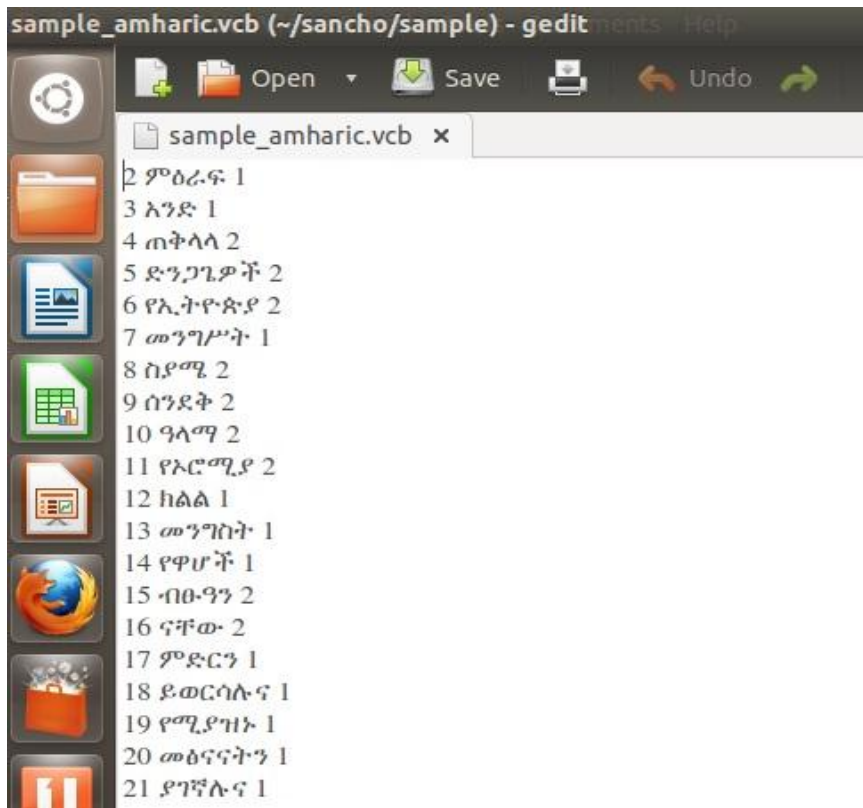 sample_amharic.vcb (~/sancho/sample) - gedit ments Help
Open Save Undo
sample_amharic.vcb ×
2 ምዕራፍ 1
3 አንድ 1
4 ጠቅላላ 2
5 ድንጋጌዎች 2
6 የኢትዮጵያ 2
7 መንግሥት 1
8 ስያሜ 2
9 ሰንደቅ 2
10 ዓላማ 2
11 የኦሮሚያ 2
12 ክልል 1
13 መንግስት 1
14 የዋሆች 1
15 ብፁዓን 2
16 ናቸው 2
17 ምድርን 1
18 ይወርሳሉና 1
19 የሚያዝኑ 1
20 መፅናናትን 1
21 ያገኛሉና 1